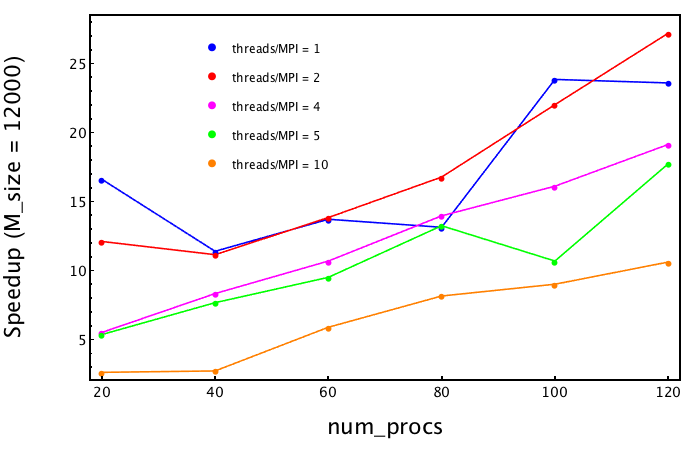 threads/MPI = 1
threads/MPI = 2
threads/MPI = 4
threads/MPI = 5
threads/MPI = 10
Speedup (M_size = 12000)
25
20
15
10
5
20 40 60 80 100 120
num_procs